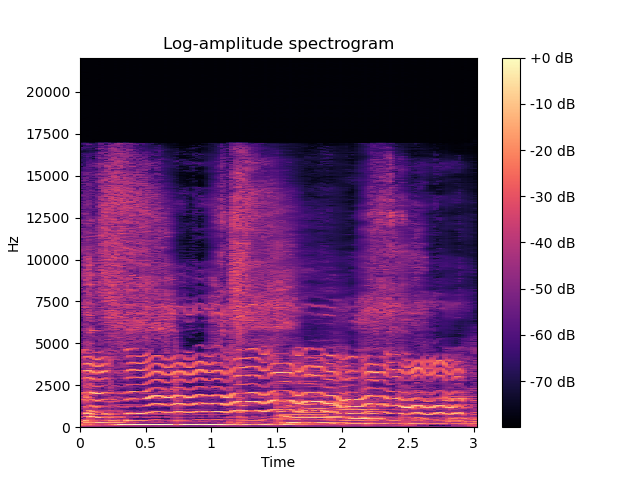 Log-amplitude spectrogram
Hz
20000
17500
15000
12500
10000
7500
5000
2500
0
0 0.5 1 1.5 2 2.5 3
Time
+0 dB
-10 dB
-20 dB
-30 dB
-40 dB
-50 dB
-60 dB
-70 dB